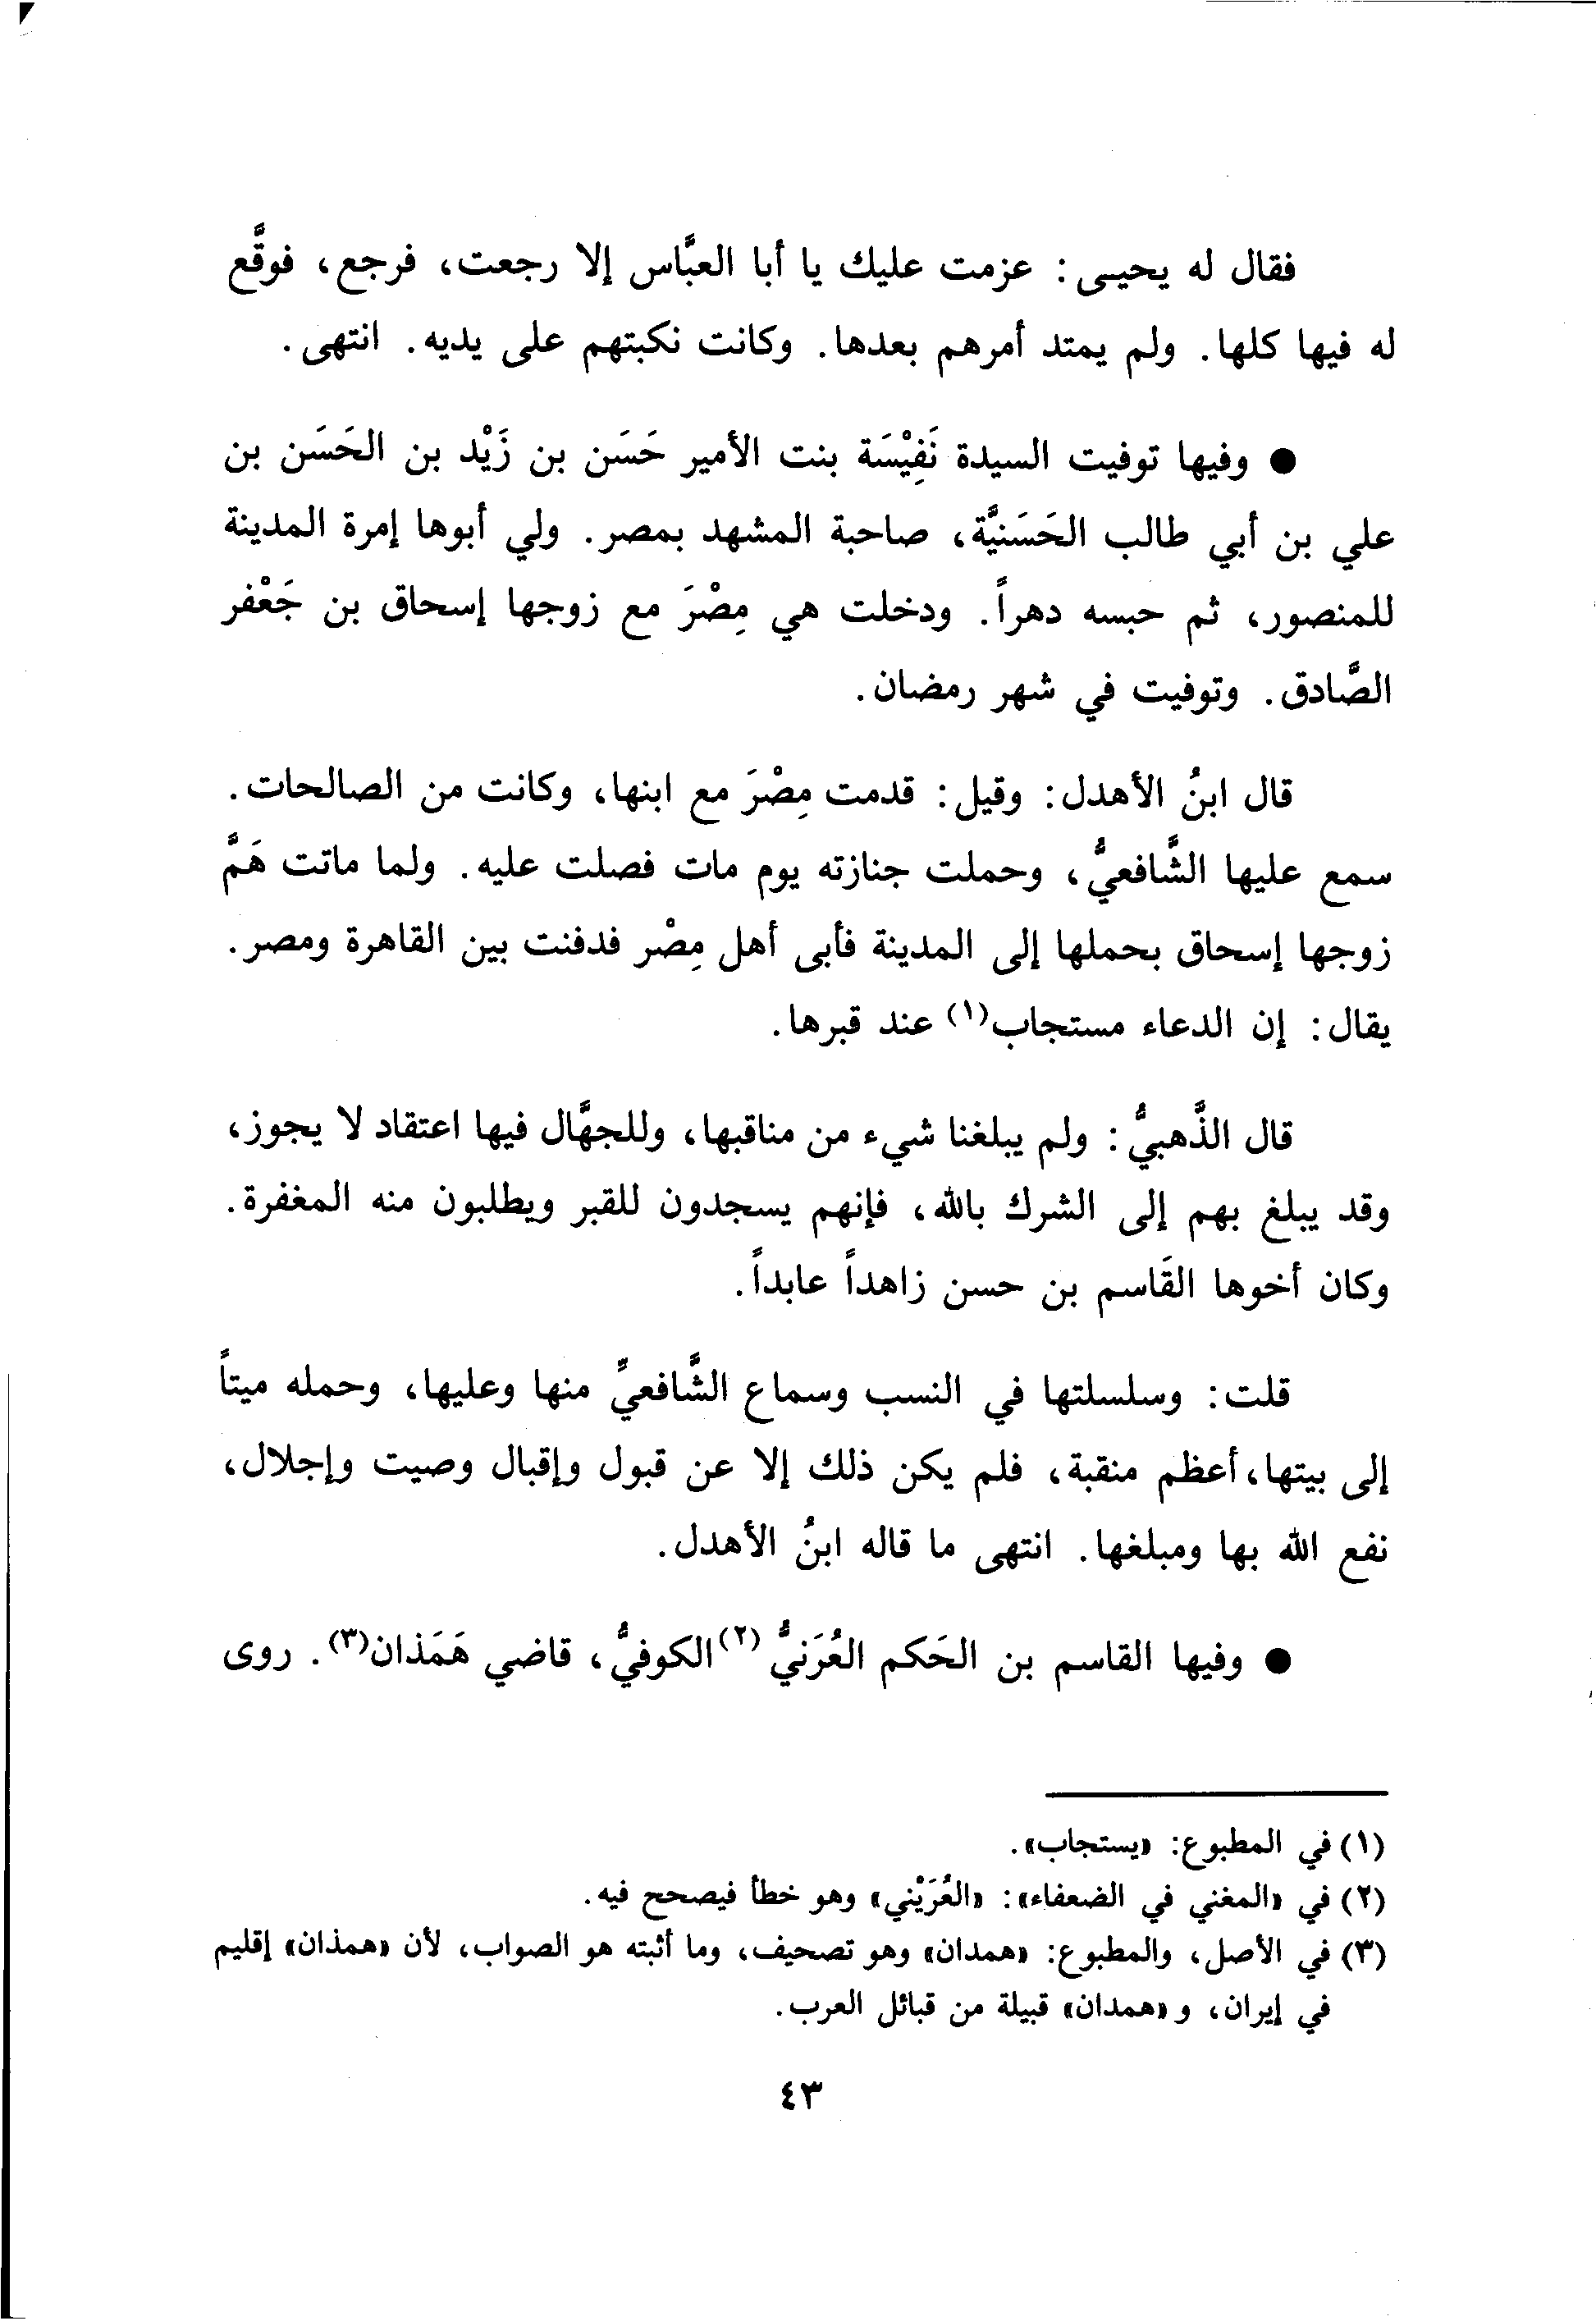 فقال له يحيى: عزمت عليك يا أبا العبَّاس إلا رجعت، فرجع، فوقَّع
له فيها كلها. ولم يمتد أمرهم بعدها. وكانت نكبتهم على يديه. انتهى.
● وفيها توفيت السيدة نَفِيْسَة بنت الأمير حَسَن بن زَيْد بن الحَسَن بن
علي بن أبي طالب الحَسَنيَّة، صاحبة المشهد بمصر. ولي أبوها إمرة المدينة
للمنصور، ثم حبسه دهراً. ودخلت هي مِصْرَ مع زوجها إسحاق بن جَعْفر
الصَّادق. وتوفيت في شهر رمضان.
قال ابنُ الأهدل: وقيل: قدمت مِصْرَ مع ابنها، وكانت من الصالحات.
سمع عليها الشَّافعيُّ، وحملت جنازته يوم مات فصلت عليه. ولما ماتت هَمَّ
زوجها إسحاق بحملها إلى المدينة فأبى أهل مِصْر فدفنت بين القاهرة ومصر.
يقال: إن الدعاء مستجاب(١) عند قبرها.
قال الذَّهبيُّ: ولم يبلغنا شيء من مناقبها، وللجهَّال فيها اعتقاد لا يجوز،
وقد يبلغ بهم إلى الشرك بالله، فإنهم يسجدون للقبر ويطلبون منه المغفرة.
وكان أخوها القَاسم بن حسن زاهداً عابداً.
قلت: وسلسلتها في النسب وسماع الشَّافعيِّ منها وعليها، وحمله ميتاً
إلى بيتها، أعظم منقبة، فلم يكن ذلك إلا عن قبول وإقبال وصيت وإجلال،
نفع الله بها ومبلغها. انتهى ما قاله ابنُ الأهدل.
● وفيها القاسم بن الحَكم العُرَنيُّ(٢) الكوفيُّ، قاضي هَمَذان(٣). روى
(١) في المطبوع: «يستجاب».
(٢) في «المغني في الضعفاء»: «العُرَيْني» وهو خطأ فيصحح فيه.
(٣) في الأصل، والمطبوع: «همدان» وهو تصحيف، وما أثبته هو الصواب، لأن «همذان» إقليم
في إيران، و «همدان» قبيلة من قبائل العرب.
٤٣